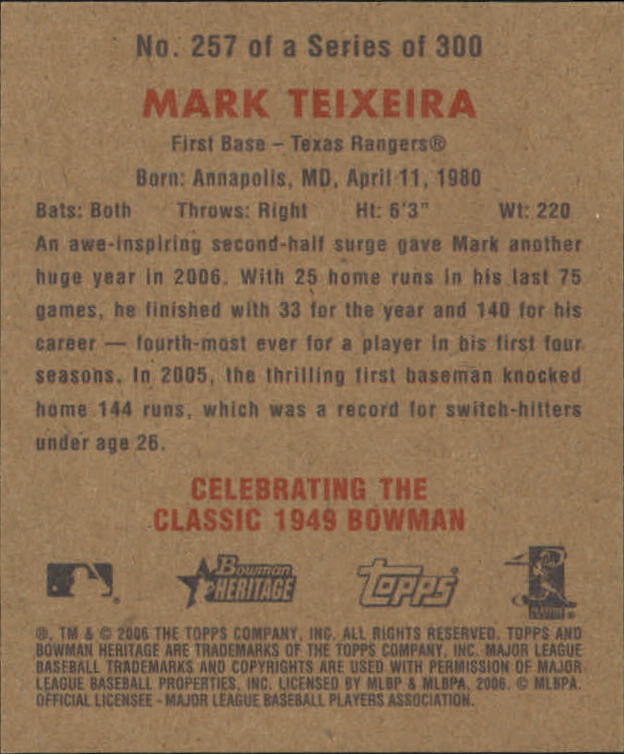 No. 257 of a Series of 300
MARK TEIXEIRA
First Base – Texas Rangers®
Born: Annapolis, MD, April 11, 1980
Bats: Both Throws: Right Ht: 6'3" Wt: 220
An awe-inspiring second-half surge gave Mark another
huge year in 2006. With 25 home runs in his last 75
games, he finished with 33 for the year and 140 for his
career — fourth-most ever for a player in his first four
seasons. In 2005, the thrilling first baseman knocked
home 144 runs, which was a record for switch-hitters
under age 26.
CELEBRATING THE
CLASSIC 1949 BOWMAN
Bowman
HERITAGE
Topps
®, TM & © 2006 THE TOPPS COMPANY, INC. ALL RIGHTS RESERVED. TOPPS AND
BOWMAN HERITAGE ARE TRADEMARKS OF THE TOPPS COMPANY, INC. MAJOR LEAGUE
BASEBALL TRADEMARKS AND COPYRIGHTS ARE USED WITH PERMISSION OF MAJOR
LEAGUE BASEBALL PROPERTIES, INC. LICENSED BY MLBP & MLBPA, 2006. © MLBPA.
OFFICIAL LICENSEE - MAJOR LEAGUE BASEBALL PLAYERS ASSOCIATION.